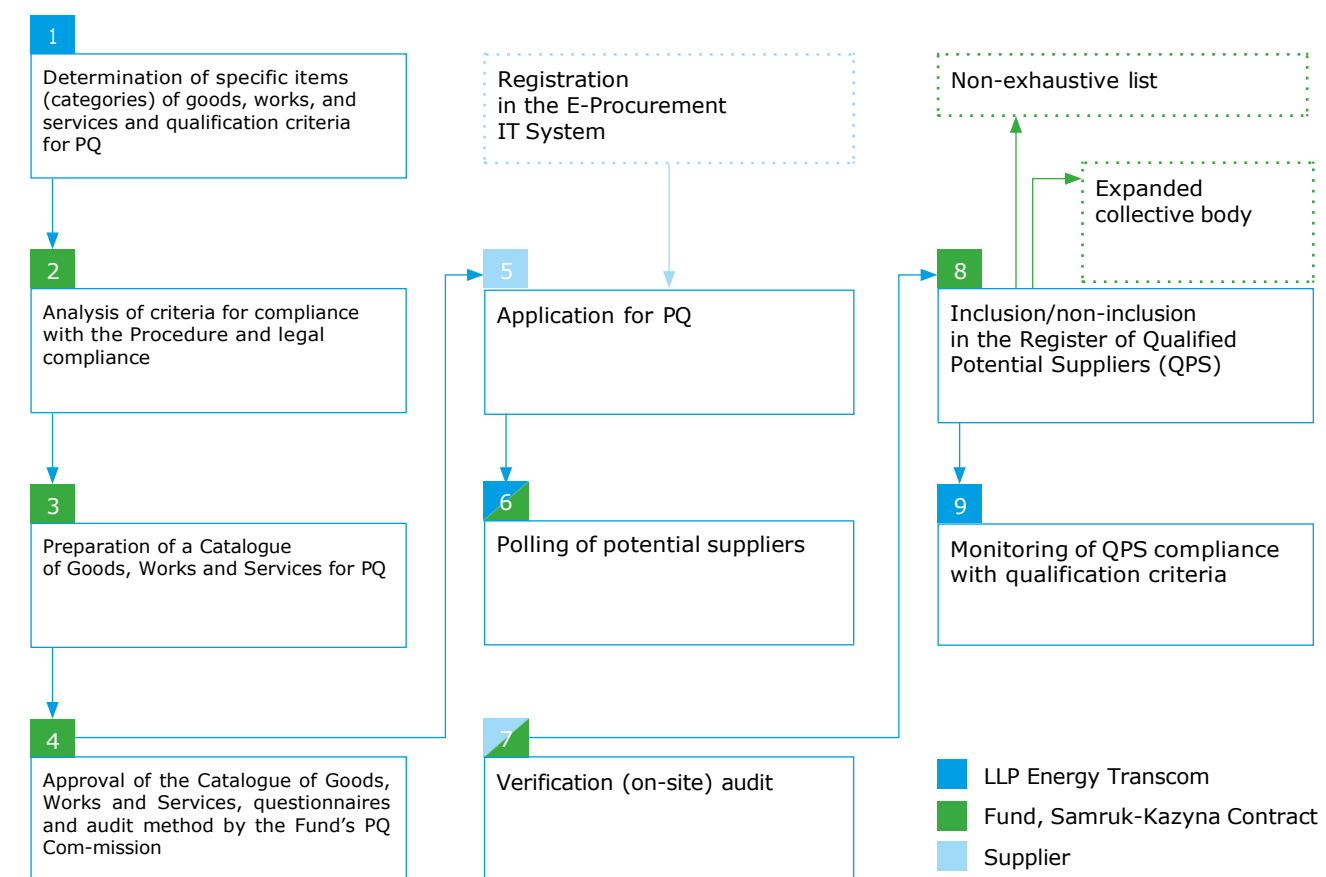 1
Determination of specific items
(categories) of goods, works, and
services and qualification criteria
for PQ
2
Analysis of criteria for compliance
with the Procedure and legal
compliance
3
Preparation of a Catalogue
of Goods, Works and Services for PQ
4
Approval of the Catalogue of Goods,
Works and Services, questionnaires
and audit method by the Fund's PQ
Com-mission
Registration
in the E-Procurement
IT System
5
Application for PQ
6
Polling of potential suppliers
7
Verification (on-site) audit
Non-exhaustive list
Expanded
collective body
8
Inclusion/non-inclusion
in the Register of Qualified
Potential Suppliers (QPS)
9
Monitoring of QPS compliance
with qualification criteria
LLP Energy Transcom
Fund, Samruk-Kazyna Contract
Supplier